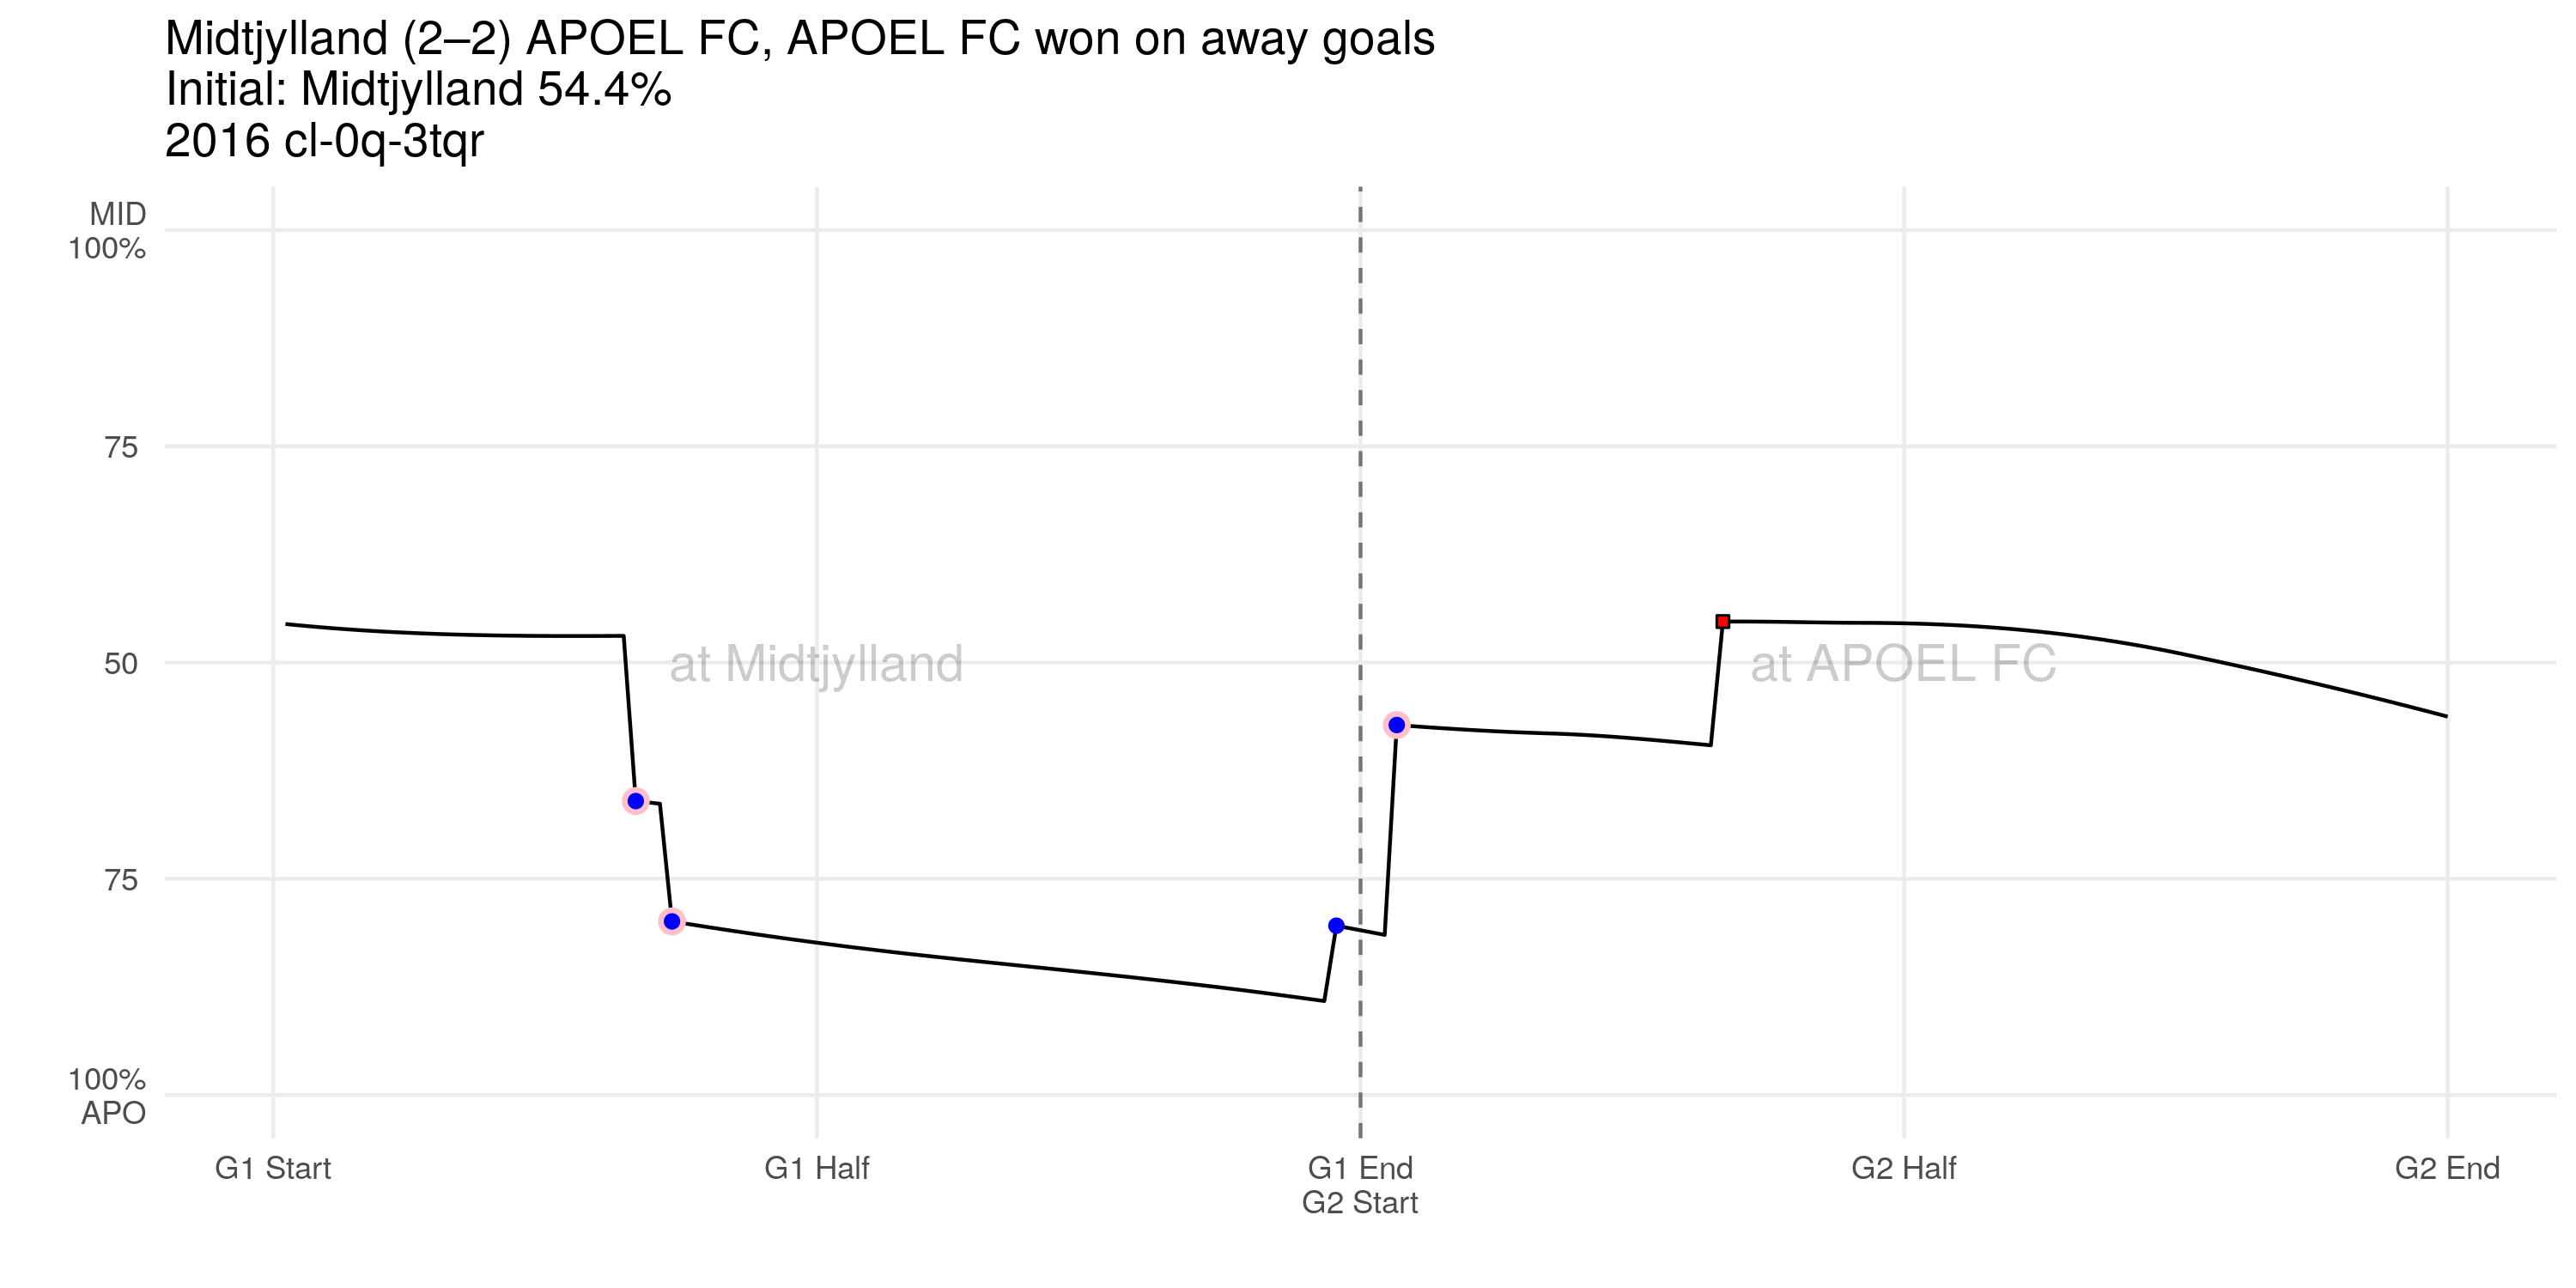 Midtjylland (2–2) APOEL FC, APOEL FC won on away goals
Initial: Midtjylland 54.4%
2016 cl-0q-3tqr
MID
100%
75
50
75
100%
APO
at Midtjylland
at APOEL FC
G1 Start
G1 Half
G1 End
G2 Start
G2 Half
G2 End